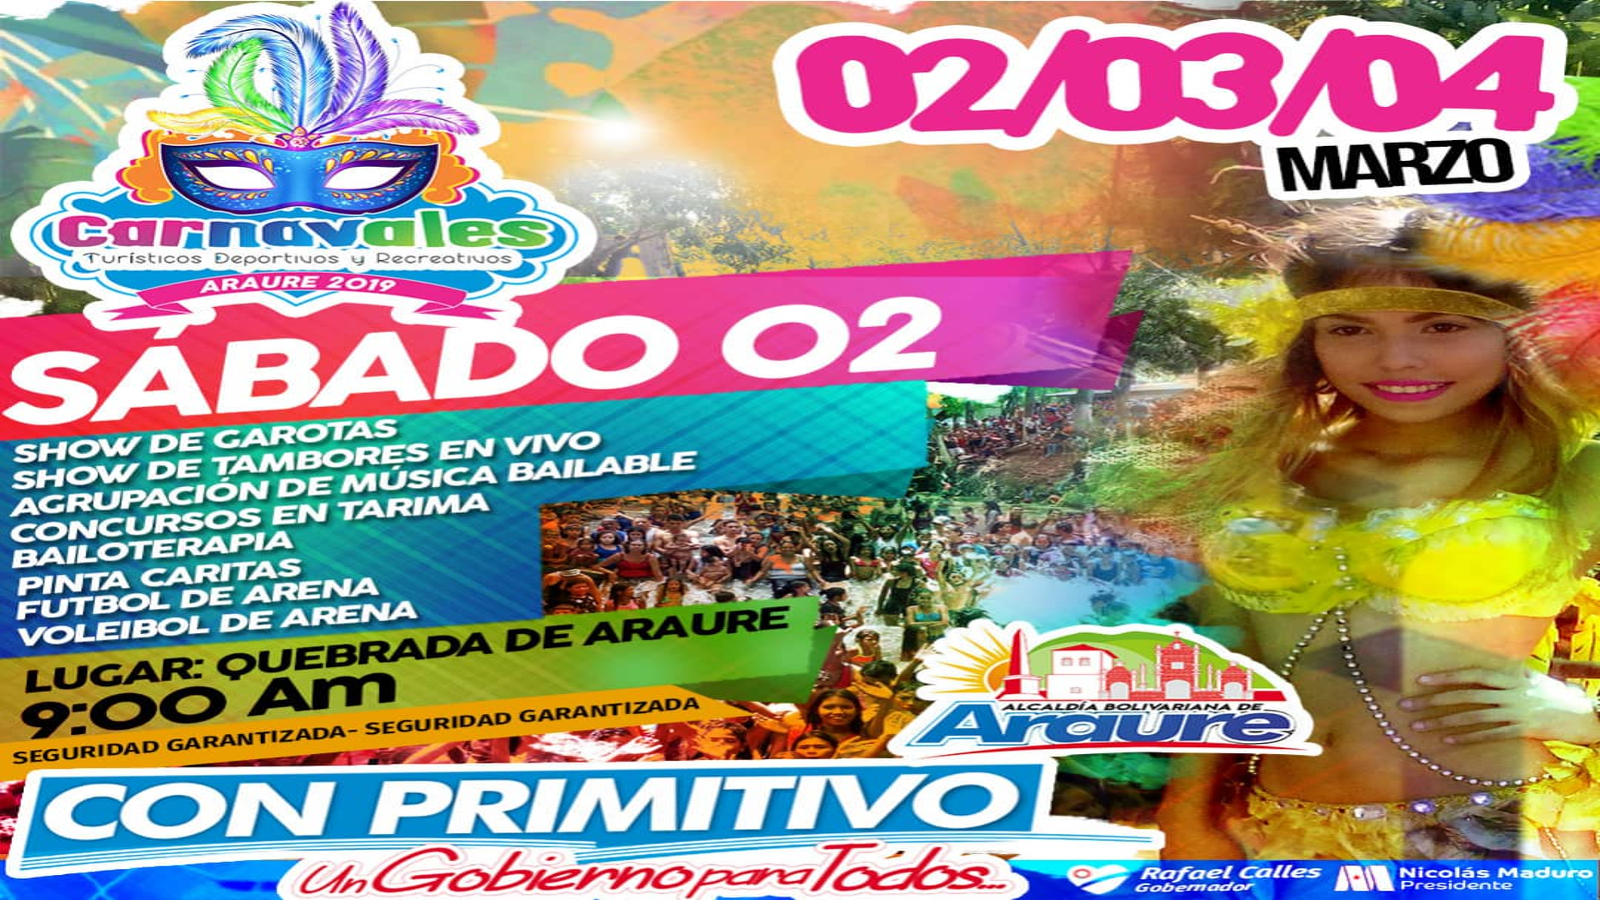 02/03/04
MARZO
Carnavales
Turísticos Deportivos y Recreativos
ARAURE 2019
SÁBADO 02
SHOW DE GAROTAS
SHOW DE TAMBORES EN VIVO
AGRUPACIÓN DE MÚSICA BAILABLE
CONCURSOS EN TARIMA
BAILOTERAPIA
PINTA CARITAS
FUTBOL DE ARENA
VOLEIBOL DE ARENA
LUGAR: QUEBRADA DE ARAURE
9:00 Am
SEGURIDAD GARANTIZADA- SEGURIDAD GARANTIZADA
ALCALDÍA BOLIVARIANA DE
Araure
CON PRIMITIVO
Un Gobierno para Todos...
Rafael Calles
Gobernador
Nicolás Maduro
Presidente